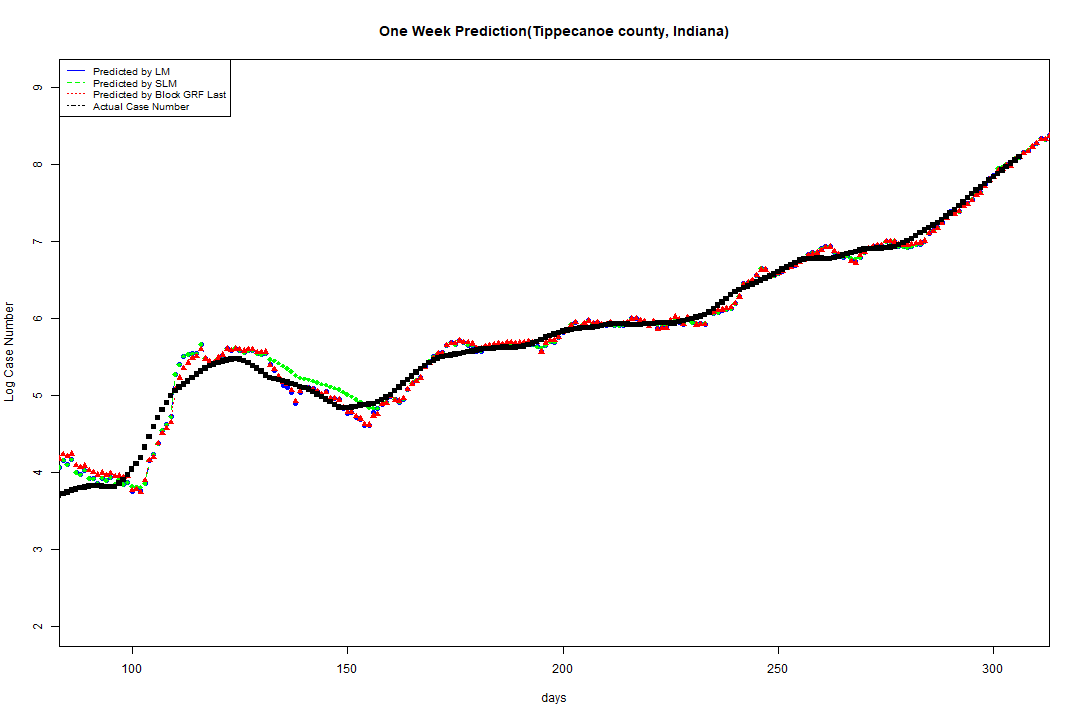 One Week Prediction(Tippecanoe county, Indiana)
Predicted by LM
Predicted by SLM
Predicted by Block GRF Last
Actual Case Number
9
8
7
6
5
4
3
2
Log Case Number
100 150 200 250 300
days